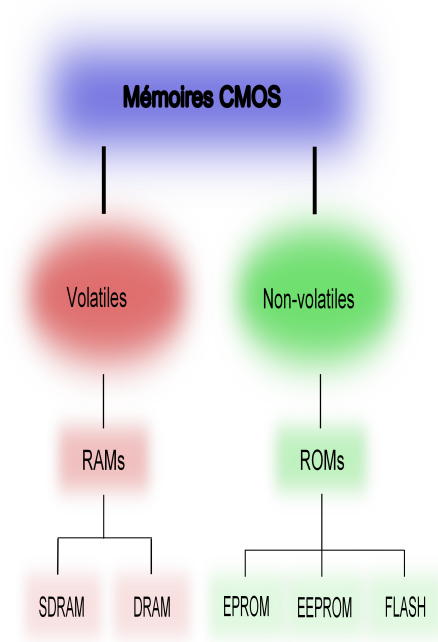 Mémoires CMOS
Volatiles
Non-volatiles
RAMs
ROMs
SDRAM
DRAM
EPROM
EEPROM
FLASH